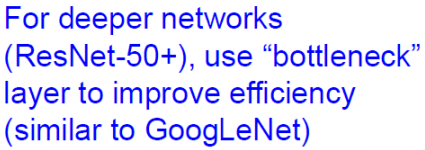 For deeper networks
(ResNet-50+), use “bottleneck”
layer to improve efficiency
(similar to GoogLeNet)